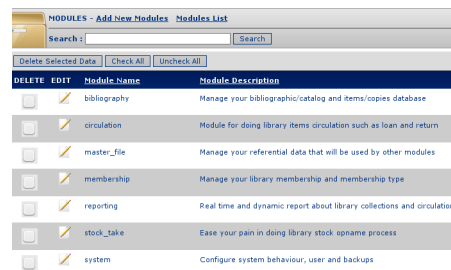 MODULES - Add New Modules Modules List
Search : Search
Delete Selected Data Check All Uncheck All
DELETE EDIT Module Name Module Description
bibliography Manage your bibliographic/catalog and items/copies database
circulation Module for doing library items circulation such as loan and return
master_file Manage your referential data that will be used by other modules
membership Manage your library membership and membership type
reporting Real time and dynamic report about library collections and circulation
stock_take Ease your pain in doing library stock opname process
system Configure system behaviour, user and backups